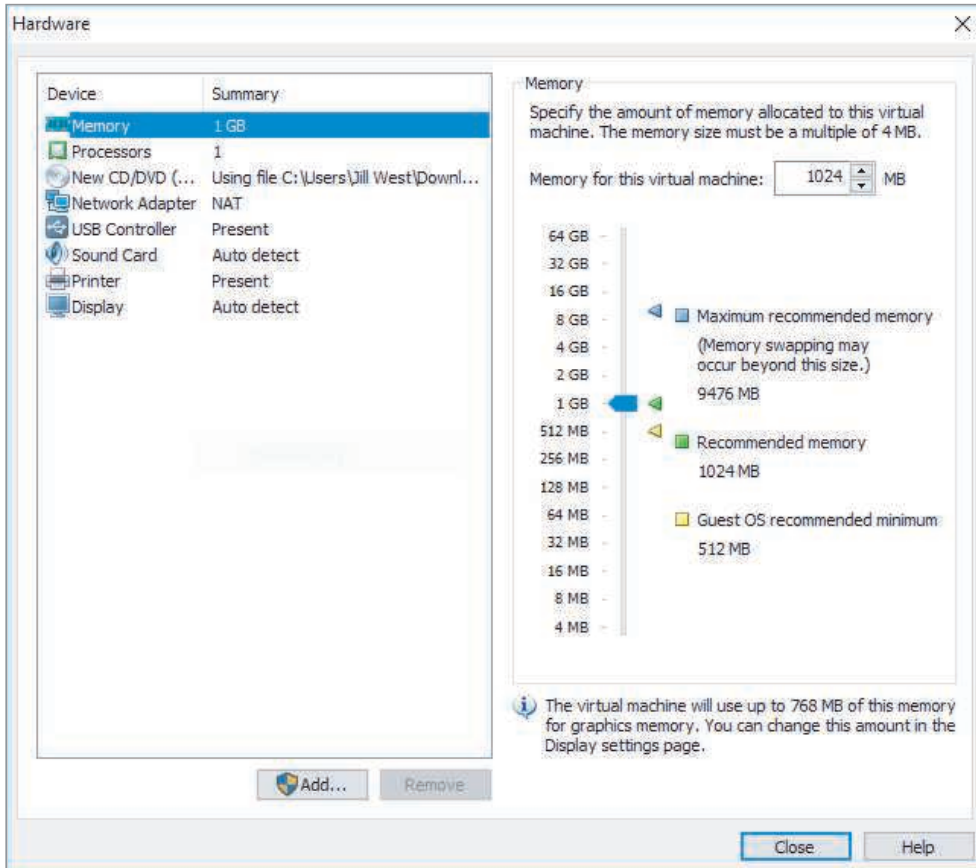 Hardware
Device Summary
Memory 1 GB
Processors 1
New CD/DVD (... Using file C:\Users\Jill West\Downl...
Network Adapter NAT
USB Controller Present
Sound Card Auto detect
Printer Present
Display Auto detect
Add...
Remove
Memory
Specify the amount of memory allocated to this virtual
machine. The memory size must be a multiple of 4 MB.
Memory for this virtual machine: 1024 MB
64 GB
32 GB
16 GB
8 GB
4 GB
2 GB
1 GB
512 MB
256 MB
128 MB
64 MB
32 MB
16 MB
8 MB
4 MB
Maximum recommended memory
(Memory swapping may
occur beyond this size.)
9476 MB
Recommended memory
1024 MB
Guest OS recommended minimum
512 MB
The virtual machine will use up to 768 MB of this memory
for graphics memory. You can change this amount in the
Display settings page.
Close
Help